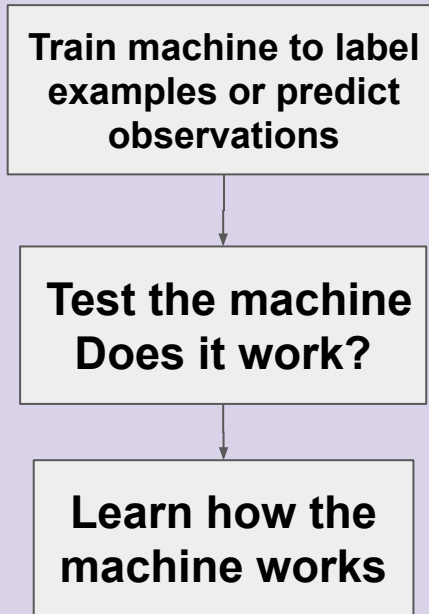 Train machine to label
examples or predict
observations
Test the machine
Does it work?
Learn how the
machine works